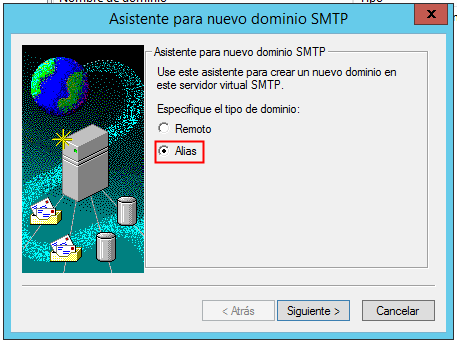 Nombre de dominio
Tipo
Asistente para nuevo dominio SMTP
x
Asistente para nuevo dominio SMTP
Use este asistente para crear un nuevo dominio en
este servidor virtual SMTP.
Especifique el tipo de dominio:
Remoto
Alias
< Atrás
Siguiente >
Cancelar